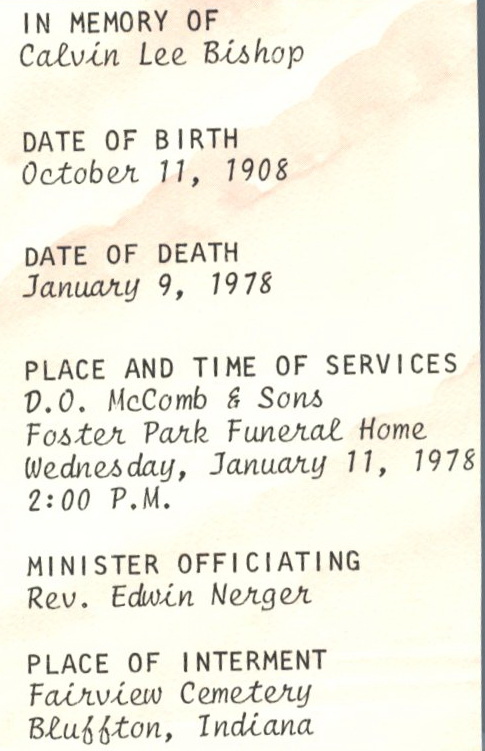 IN MEMORY OF
Calvin Lee Bishop
DATE OF BIRTH
October 11, 1908
DATE OF DEATH
January 9, 1978
PLACE AND TIME OF SERVICES
D.O. McComb & Sons
Foster Park Funeral Home
Wednesday, January 11, 1978
2:00 P.M.
MINISTER OFFICIATING
Rev. Edwin Nerger
PLACE OF INTERMENT
Fairview Cemetery
Bluffton, Indiana